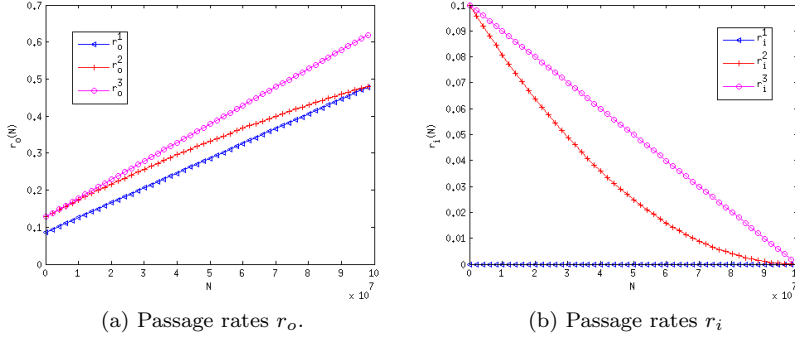 0.7
0.6
0.5
0.4
0.3
0.2
0.1
0
r_o(N)
r_o^1
r_o^2
r_o^3
0 1 2 3 4 5 6 7 8 9 10
N
x 10^7
(a) Passage rates r_o.
0.1
0.09
0.08
0.07
0.06
0.05
0.04
0.03
0.02
0.01
0
r_i(N)
r_i^1
r_i^2
r_i^3
0 1 2 3 4 5 6 7 8 9 10
N
x 10^7
(b) Passage rates r_i